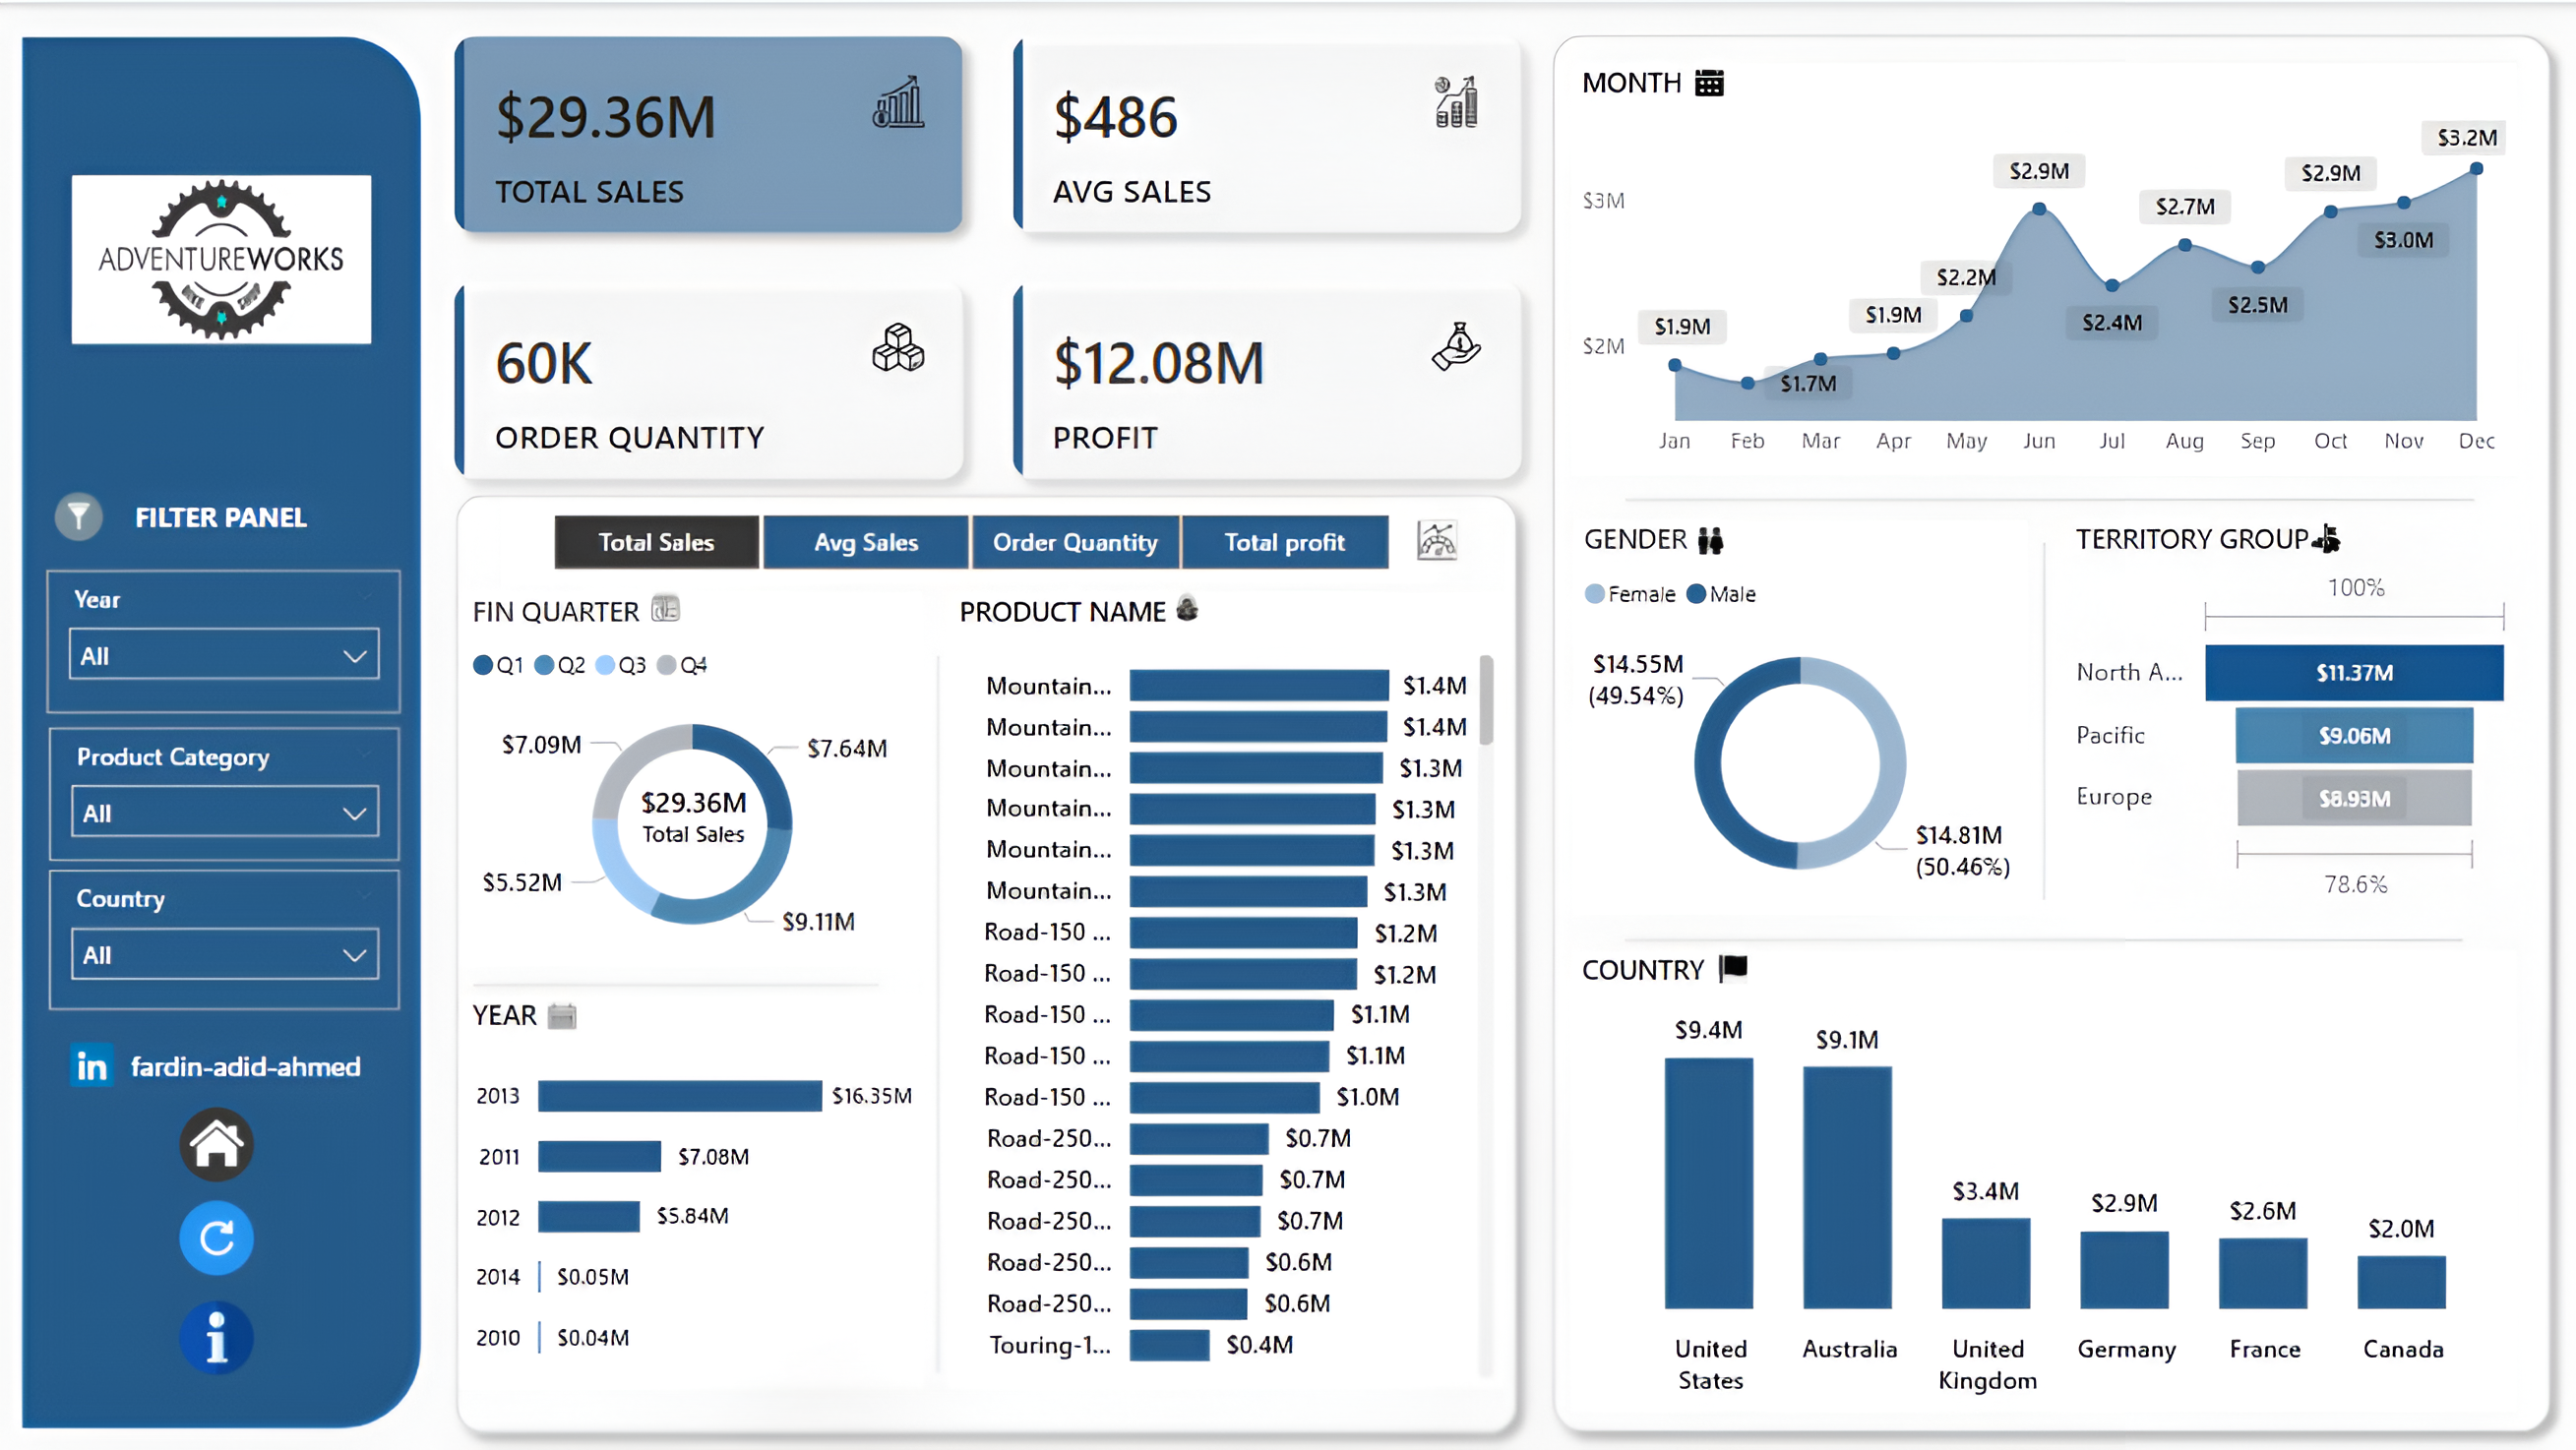 ADVENTUREWORKS
BIKE SHOP
FILTER PANEL
Year
All
Product Category
All
Country
All
in fardin-adid-ahmed
$29.36M
TOTAL SALES
$486
AVG SALES
60K
ORDER QUANTITY
$12.08M
PROFIT
Total Sales Avg Sales Order Quantity Total profit
FIN QUARTER
Q1 Q2 Q3 Q4
$7.09M
$7.64M
$29.36M
Total Sales
$5.52M
$9.11M
YEAR
2013 $16.35M
2011 $7.08M
2012 $5.84M
2014 $0.05M
2010 $0.04M
PRODUCT NAME
Mountain... $1.4M
Mountain... $1.4M
Mountain... $1.3M
Mountain... $1.3M
Mountain... $1.3M
Mountain... $1.3M
Road-150 ... $1.2M
Road-150 ... $1.2M
Road-150 ... $1.1M
Road-150 ... $1.1M
Road-150 ... $1.0M
Road-250... $0.7M
Road-250... $0.7M
Road-250... $0.7M
Road-250... $0.6M
Road-250... $0.6M
Touring-1... $0.4M
MONTH
$3M
$2M
$1.9M
$1.7M
$1.9M
$2.2M
$2.9M
$2.4M
$2.7M
$2.5M
$2.9M
$3.0M
$3.2M
Jan Feb Mar Apr May Jun Jul Aug Sep Oct Nov Dec
GENDER
Female Male
$14.55M
(49.54%)
$14.81M
(50.46%)
TERRITORY GROUP
100%
North A... $11.37M
Pacific $9.06M
Europe $8.93M
78.6%
COUNTRY
$9.4M $9.1M $3.4M $2.9M $2.6M $2.0M
United States Australia United Kingdom Germany France Canada